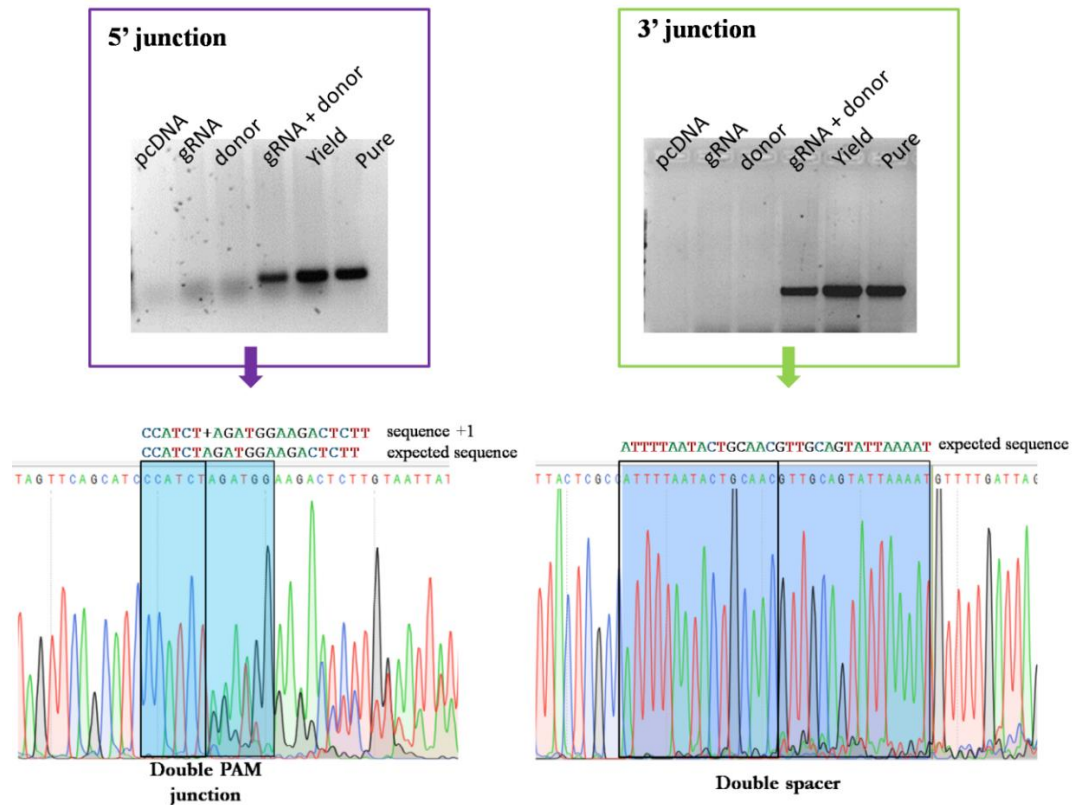 5' junction
pcDNA gRNA donor gRNA + donor Yield Pure
3' junction
pcDNA gRNA donor gRNA + donor Yield Pure
CCATCT+AGATGGAAGACTCTT sequence +1
CCATCTAGATGGAAGACTCTT expected sequence
TAGTTCAGCATCCCATCTAGATGGAAGACTCTTGTAATTAT
Double PAM
junction
ATTTTAATACTGCAACGTTGCAGTATTAAAAT expected sequence
TTACTCGCCATTTTAATACTGCAACGTTGCAGTATTAAAATGTTTTGATTAG
Double spacer